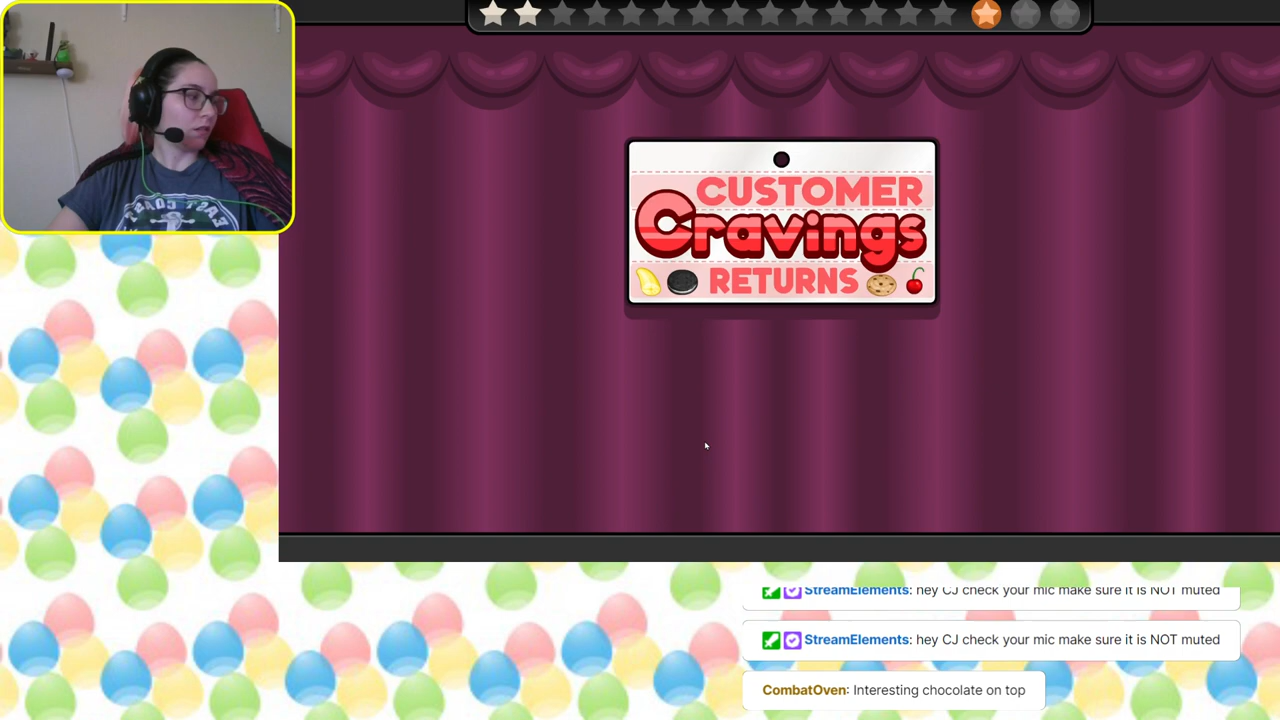 CUSTOMER
Cravings
RETURNS
StreamElements: hey CJ check your mic make sure it is NOT muted
StreamElements: hey CJ check your mic make sure it is NOT muted
CombatOven: Interesting chocolate on top